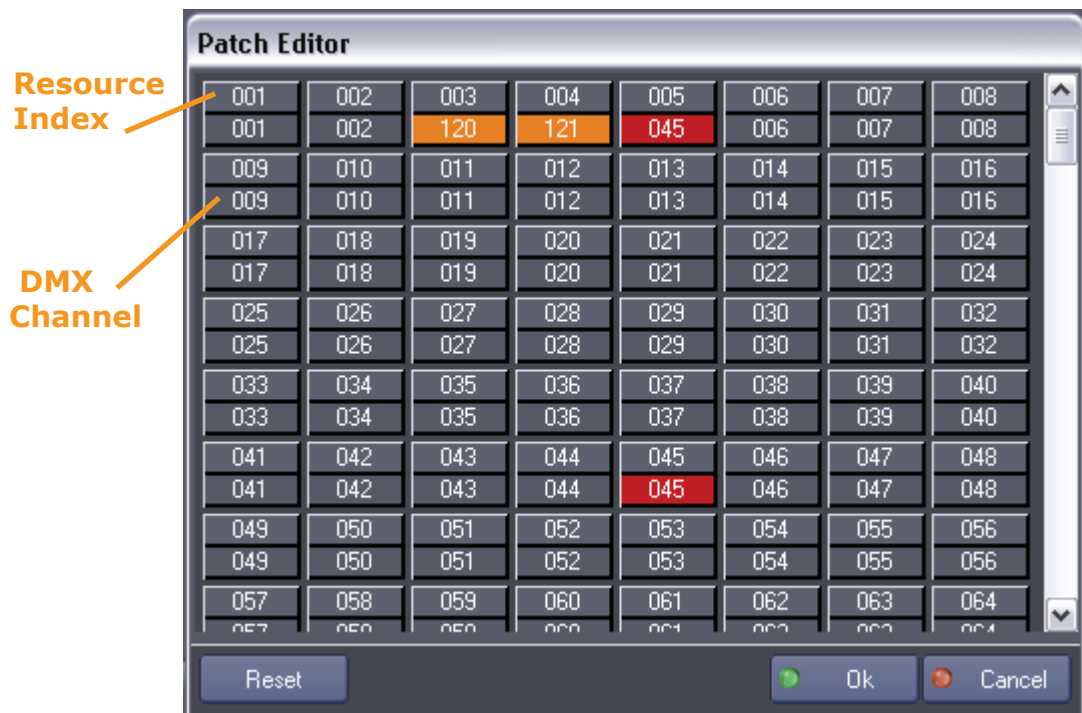 Patch Editor
Resource
Index
001 002 003 004 005 006 007 008
001 002 120 121 045 006 007 008
009 010 011 012 013 014 015 016
009 010 011 012 013 014 015 016
017 018 019 020 021 022 023 024
017 018 019 020 021 022 023 024
DMX
Channel
025 026 027 028 029 030 031 032
025 026 027 028 029 030 031 032
033 034 035 036 037 038 039 040
033 034 035 036 037 038 039 040
041 042 043 044 045 046 047 048
041 042 043 044 045 046 047 048
049 050 051 052 053 054 055 056
049 050 051 052 053 054 055 056
057 058 059 060 061 062 063 064
Reset Ok Cancel